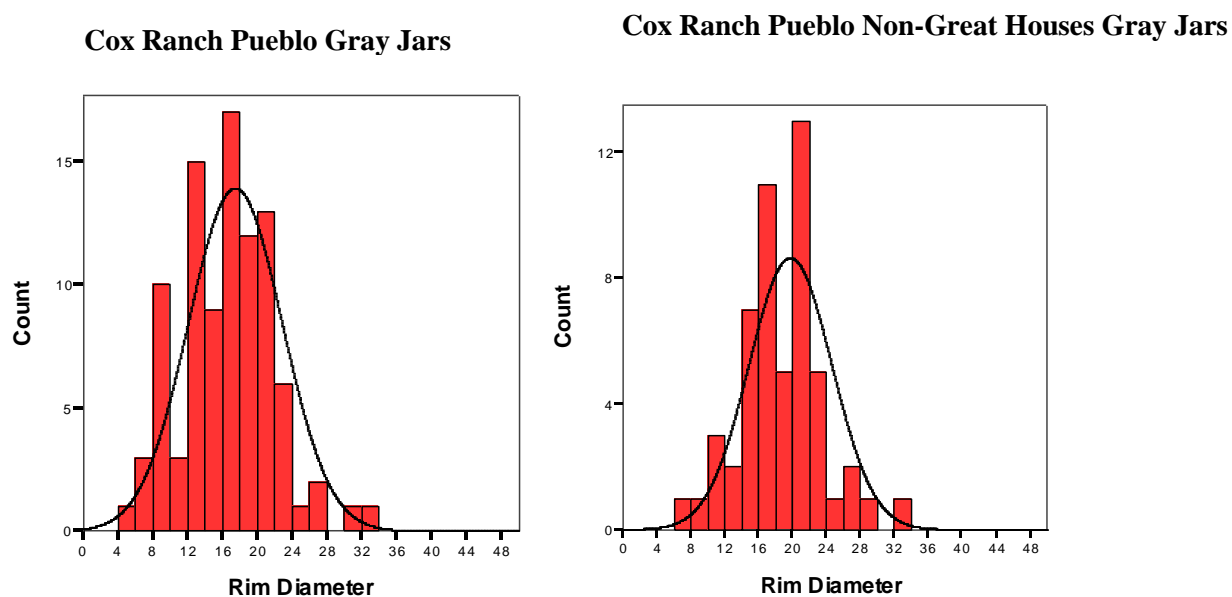 Cox Ranch Pueblo Gray Jars
15
10
5
0
Count
0 4 8 12 16 20 24 28 32 36 40 44 48
Rim Diameter
Cox Ranch Pueblo Non-Great Houses Gray Jars
12
8
4
0
Count
0 4 8 12 16 20 24 28 32 36 40 44 48
Rim Diameter